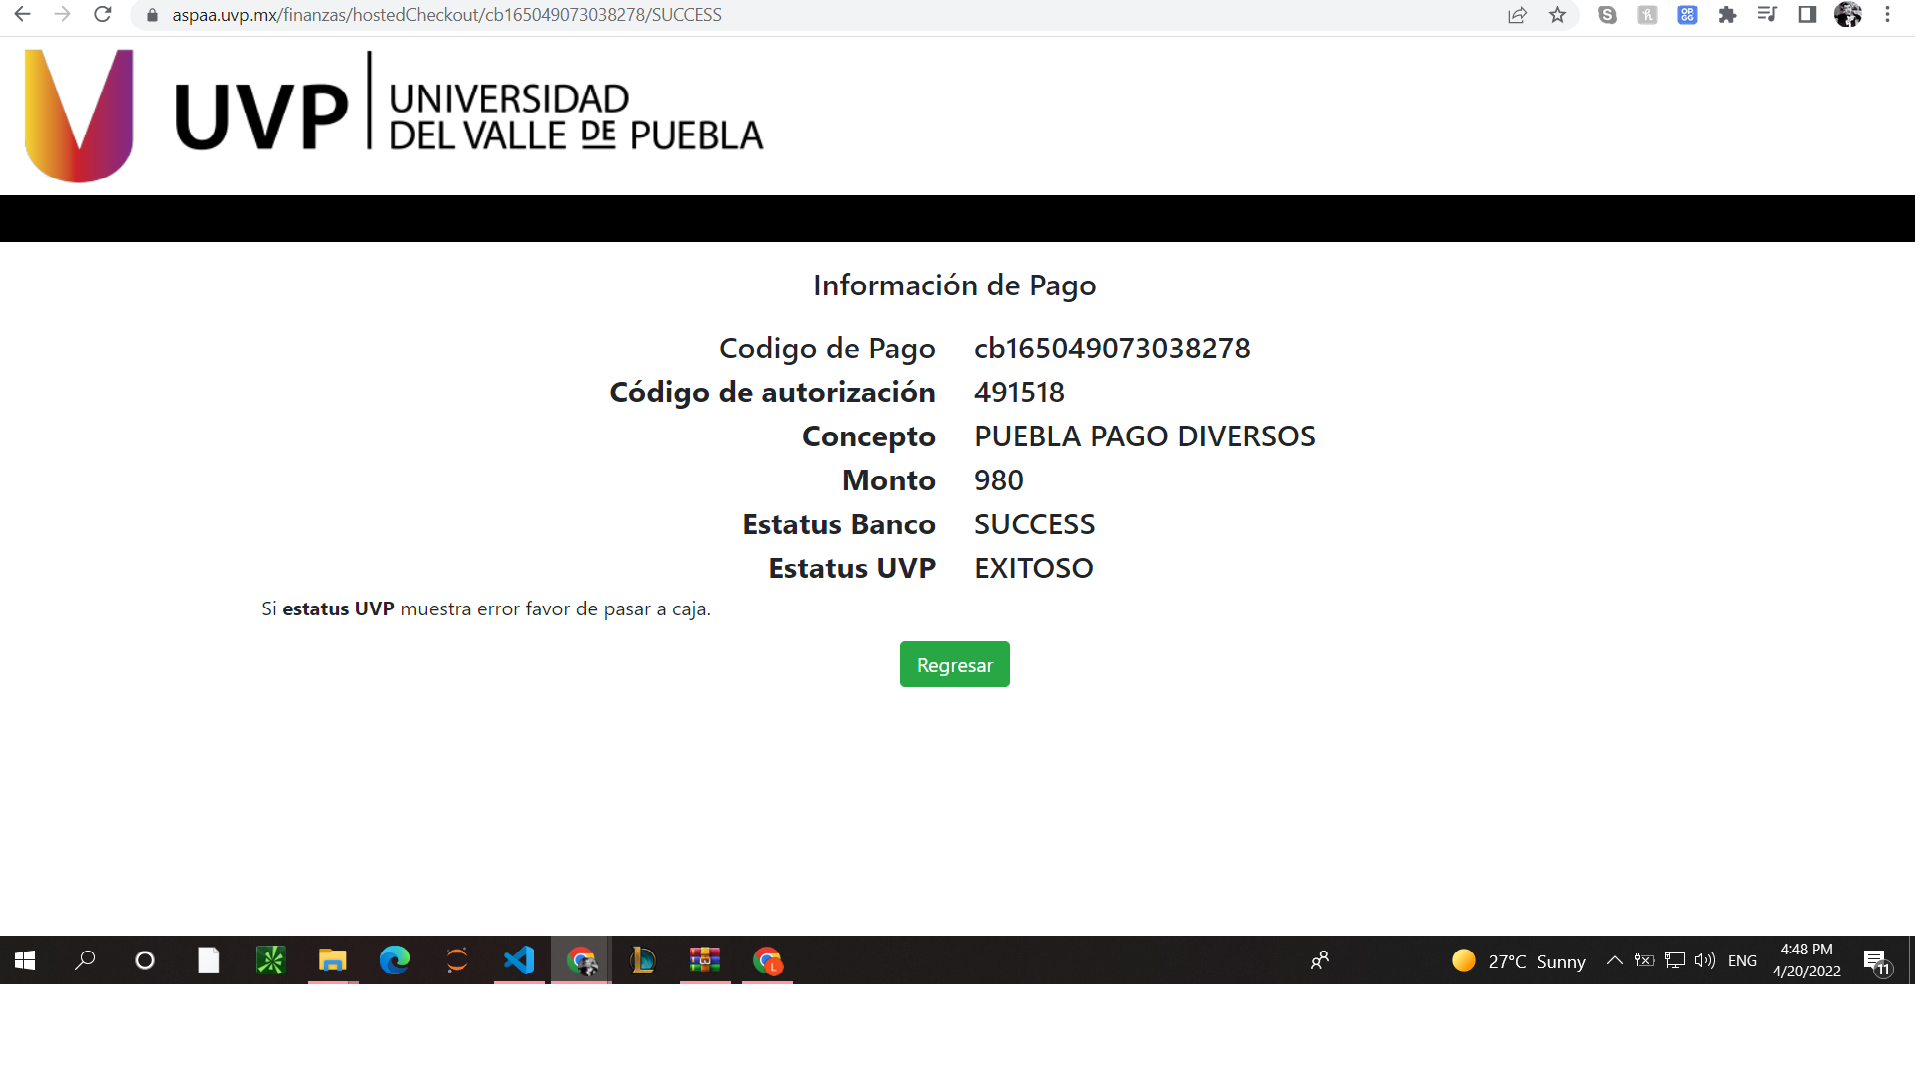 aspaa.uvp.mx/finanzas/hostedCheckout/cb165049073038278/SUCCESS
UVP UNIVERSIDAD
DEL VALLE DE PUEBLA
Información de Pago
Codigo de Pago cb165049073038278
Código de autorización 491518
Concepto PUEBLA PAGO DIVERSOS
Monto 980
Estatus Banco SUCCESS
Estatus UVP EXITOSO
Si estatus UVP muestra error favor de pasar a caja.
Regresar
27°C Sunny
ENG
4:48 PM
4/20/2022
11